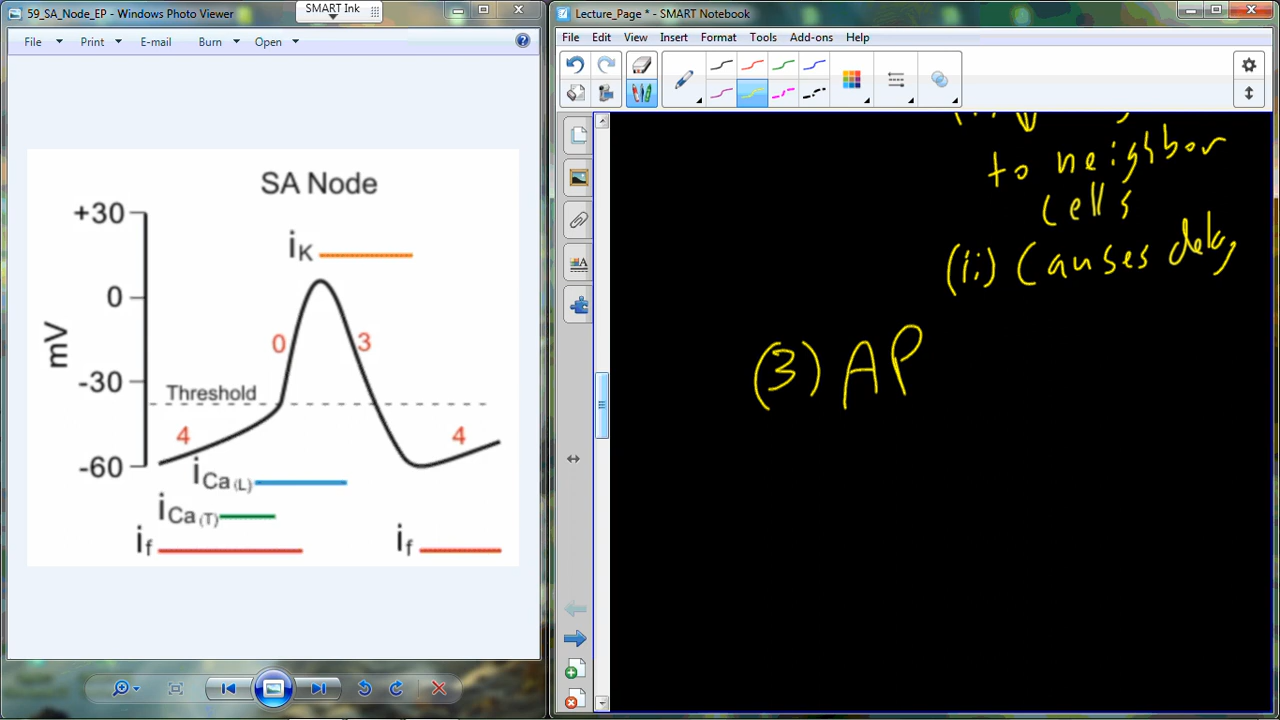 59_SA_Node_EP - Windows Photo Viewer
SMART Ink
File Print E-mail Burn Open
SA Node
+30
iK
0
0
3
mV
-30
Threshold
4
4
-60
iCa (L)
iCa (T)
if
if
Lecture_Page * - SMART Notebook
File Edit View Insert Format Tools Add-ons Help
to neighbor
cells
(ii) Causes delay
(3) AP